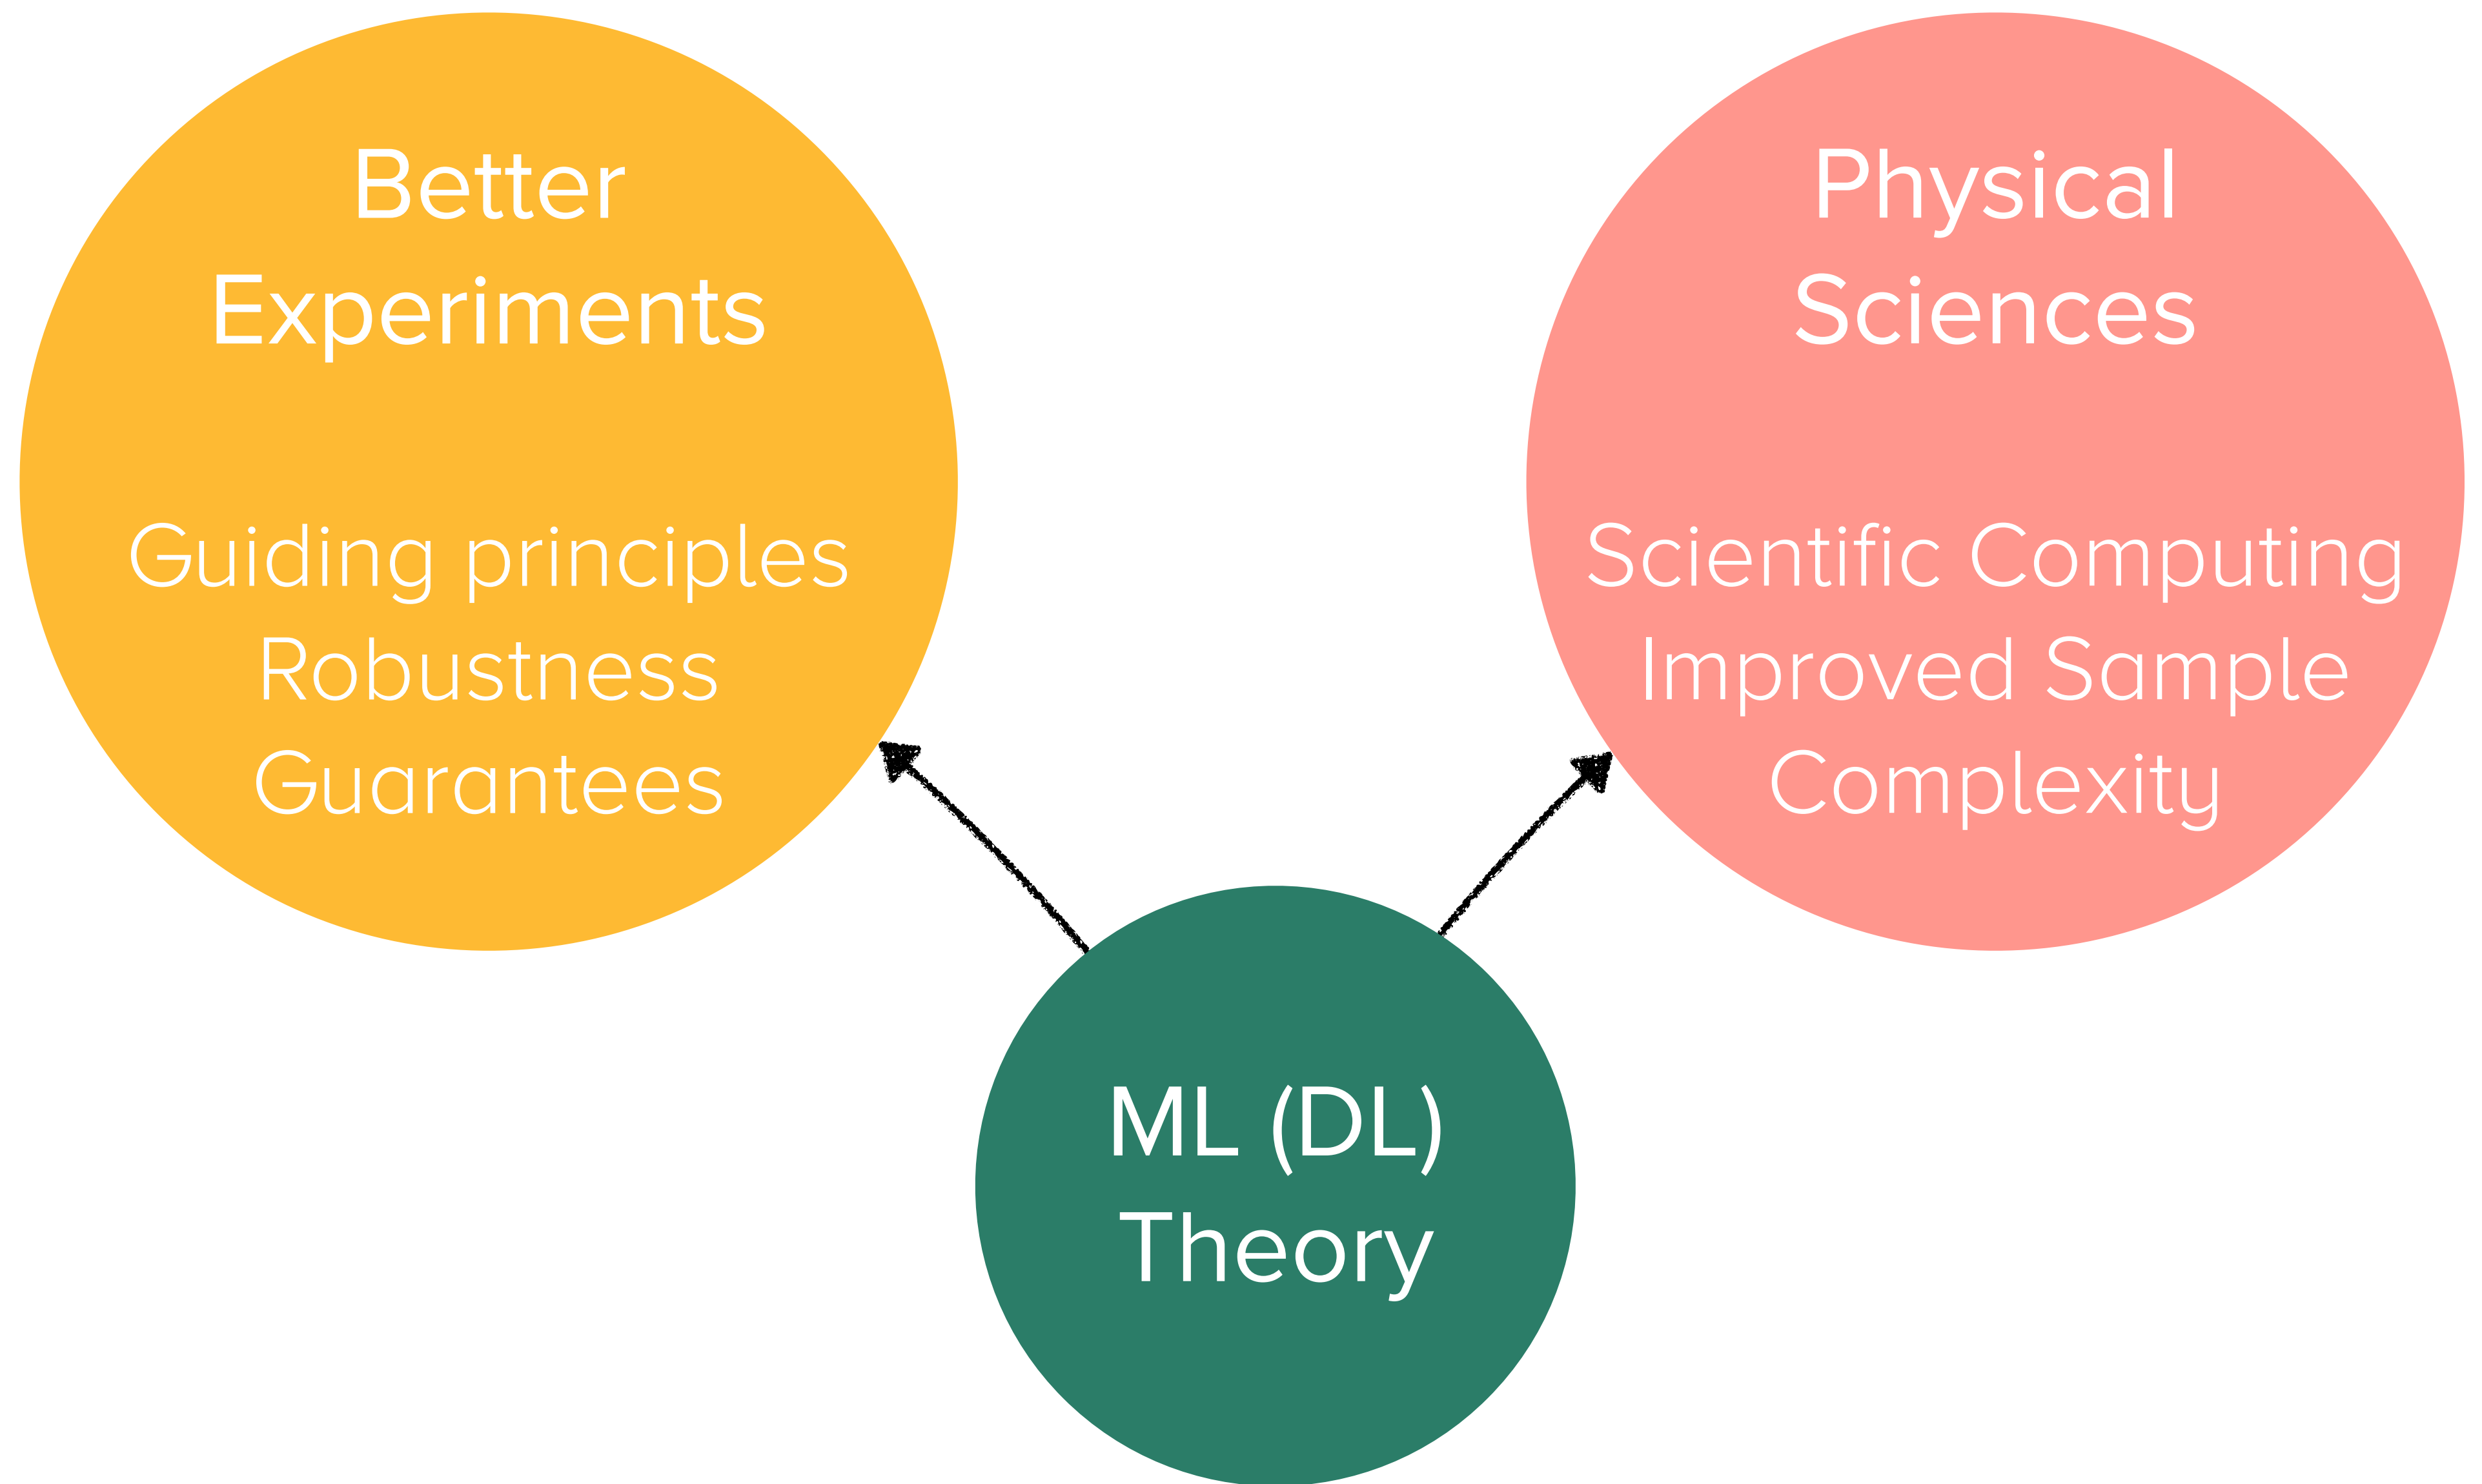 Better
Experiments
Guiding principles
Robustness
Guarantees
Physical
Sciences
Scientific Computing
Improved Sample
Complexity
ML (DL)
Theory